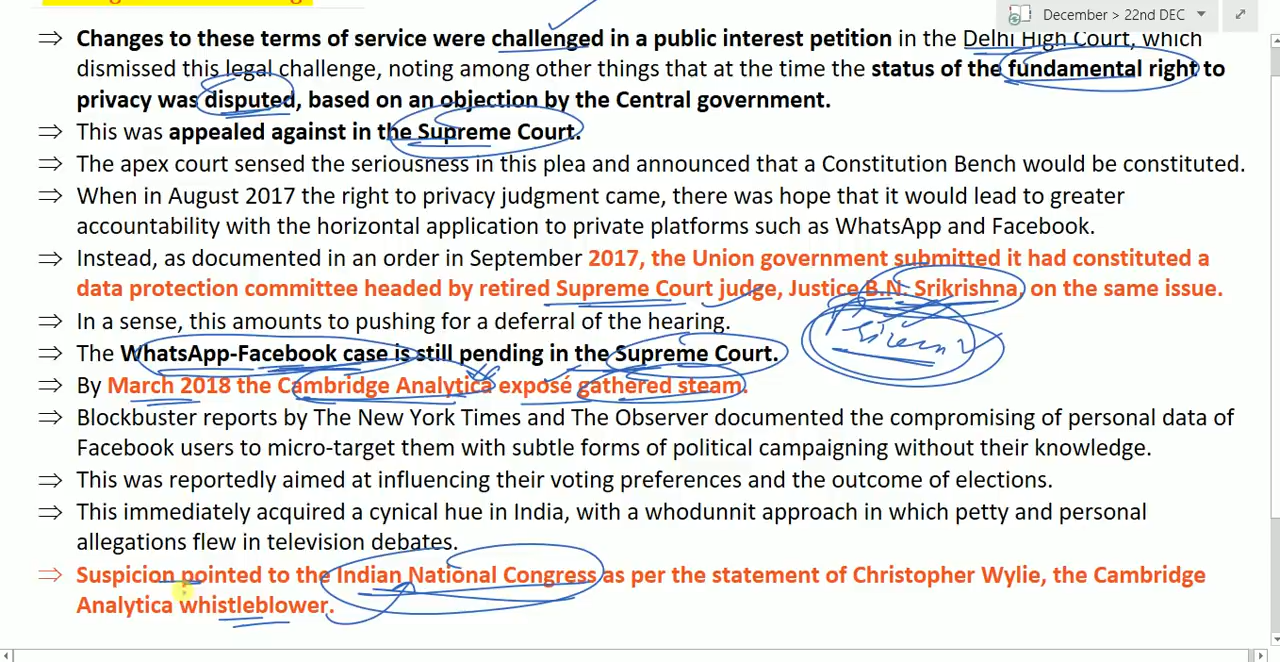 December > 22nd DEC
⇒ Changes to these terms of service were challenged in a public interest petition in the Delhi High Court, which
dismissed this legal challenge, noting among other things that at the time the status of the fundamental right to
privacy was disputed, based on an objection by the Central government.
⇒ This was appealed against in the Supreme Court.
⇒ The apex court sensed the seriousness in this plea and announced that a Constitution Bench would be constituted.
⇒ When in August 2017 the right to privacy judgment came, there was hope that it would lead to greater
accountability with the horizontal application to private platforms such as WhatsApp and Facebook.
⇒ Instead, as documented in an order in September 2017, the Union government submitted it had constituted a
data protection committee headed by retired Supreme Court judge, Justice B.N. Srikrishna, on the same issue.
⇒ In a sense, this amounts to pushing for a deferral of the hearing.
⇒ The WhatsApp-Facebook case is still pending in the Supreme Court.
⇒ By March 2018 the Cambridge Analytica exposé gathered steam.
⇒ Blockbuster reports by The New York Times and The Observer documented the compromising of personal data of
Facebook users to micro-target them with subtle forms of political campaigning without their knowledge.
⇒ This was reportedly aimed at influencing their voting preferences and the outcome of elections.
⇒ This immediately acquired a cynical hue in India, with a whodunnit approach in which petty and personal
allegations flew in television debates.
⇒ Suspicion pointed to the Indian National Congress as per the statement of Christopher Wylie, the Cambridge
Analytica whistleblower.